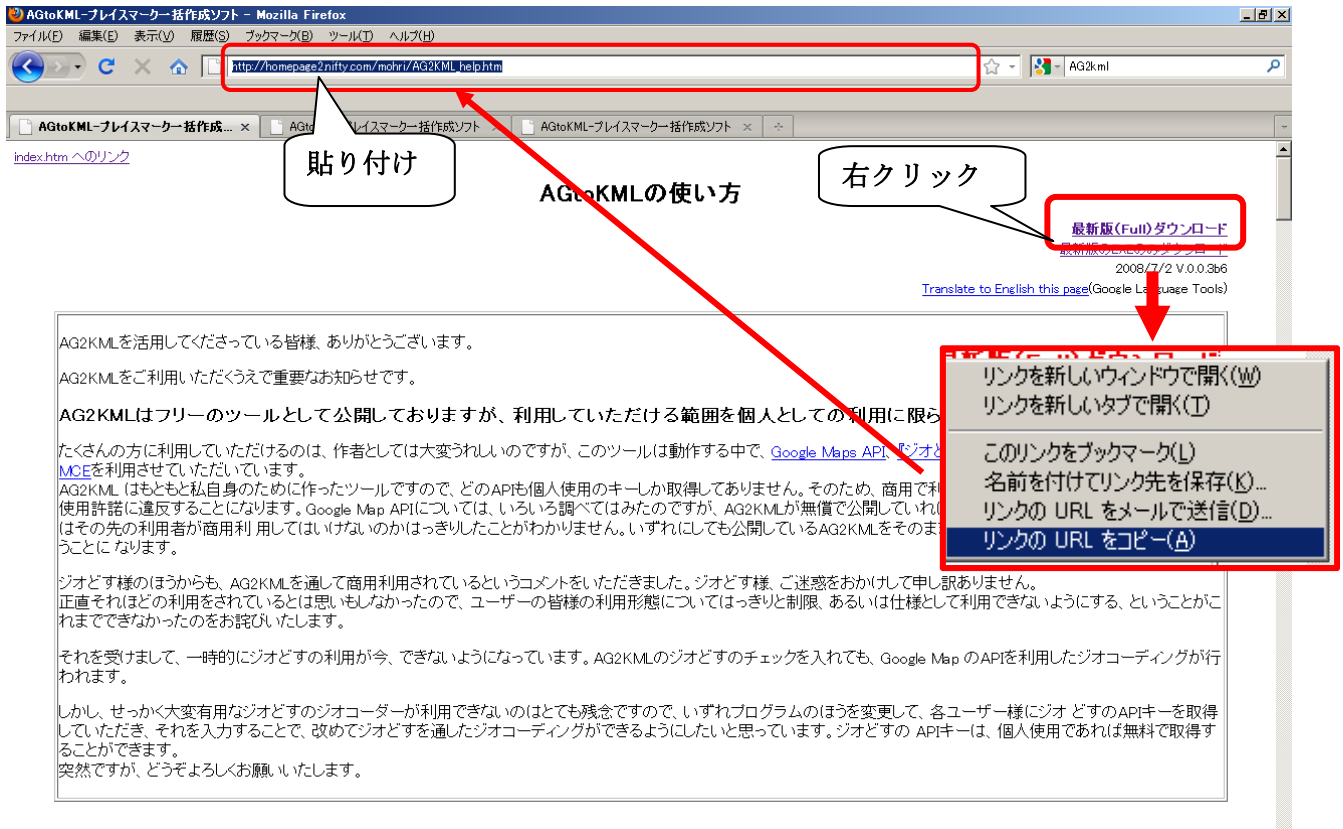 AGtoKML-プレイスマーク一括作成ソフト - Mozilla Firefox
ファイル(F) 編集(E) 表示(V) 履歴(S) ブックマーク(B) ツール(T) ヘルプ(H)
http://homepage2.nifty.com/mohri/AG2KML_help.htm
AG2kml
AGtoKML-プレイスマーク一括作成... ×
レイスマーク一括作成ソフト
AGtoKML-プレイスマーク一括作成ソフト ×
index.htm へのリンク
貼り付け
右クリック
AGtoKMLの使い方
最新版(Full)ダウンロード
2008/7/2 V.0.0.3b6
Translate to English this page(Google Language Tools)
AG2KMLを活用してくださっている皆様、ありがとうございます。
AG2KMLをご利用いただくうえで重要なお知らせです。
AG2KMLはフリーのツールとして公開しておりますが、利用していただける範囲を個人としての利用に限ら
たくさんの方に利用していただけるのは、作者としては大変うれしいのですが、このツールは動作する中で、Google Maps API、『ジオど
MCEを利用させていただいています。
AG2KML はもともと私自身のために作ったツールですので、どのAPIも個人使用のキーしか取得してありません。そのため、商用で利
使用許諾に違反することになります。Google Map APIについては、いろいろ調べてはみたのですが、AG2KMLが無償で公開していれ
はその先の利用者が商用利 用してはいけないのかはっきりしたことがわかりません。いずれにしても公開しているAG2KMLをそのま
うことに なります。
ジオどす様のほうからも、AG2KMLを通して商用利用されているというコメントをいただきました。ジオどす様、ご迷惑をおかけして申し訳ありません。
正直それほどの利用をされているとは思いもしなかったので、ユーザーの皆様の利用形態についてはっきりと制限、あるいは仕様として利用できないようにする、ということがこ
れまでできなかったのをお詫びいたします。
それを受けまして、一時的にジオどすの利用が今、できないようになっています。AG2KMLのジオどすのチェックを入れても、Google Map のAPIを利用したジオコーディングが行
われます。
しかし、せっかく大変有用なジオどすのジオコーダーが利用できないのはとても残念ですので、いずれプログラムのほうを変更して、各ユーザー様にジオ どすのAPIキーを取得
していただき、それを入力することで、改めてジオどすを通したジオコーディングができるようにしたいと思っています。ジオどすの APIキーは、個人使用であれば無料で取得す
ることができます。
突然ですが、どうぞよろしくお願いいたします。
リンクを新しいウィンドウで開く(W)
リンクを新しいタブで開く(T)
このリンクをブックマーク(L)
名前を付けてリンク先を保存(K)...
リンクの URL をメールで送信(D)...
リンクの URL をコピー(A)